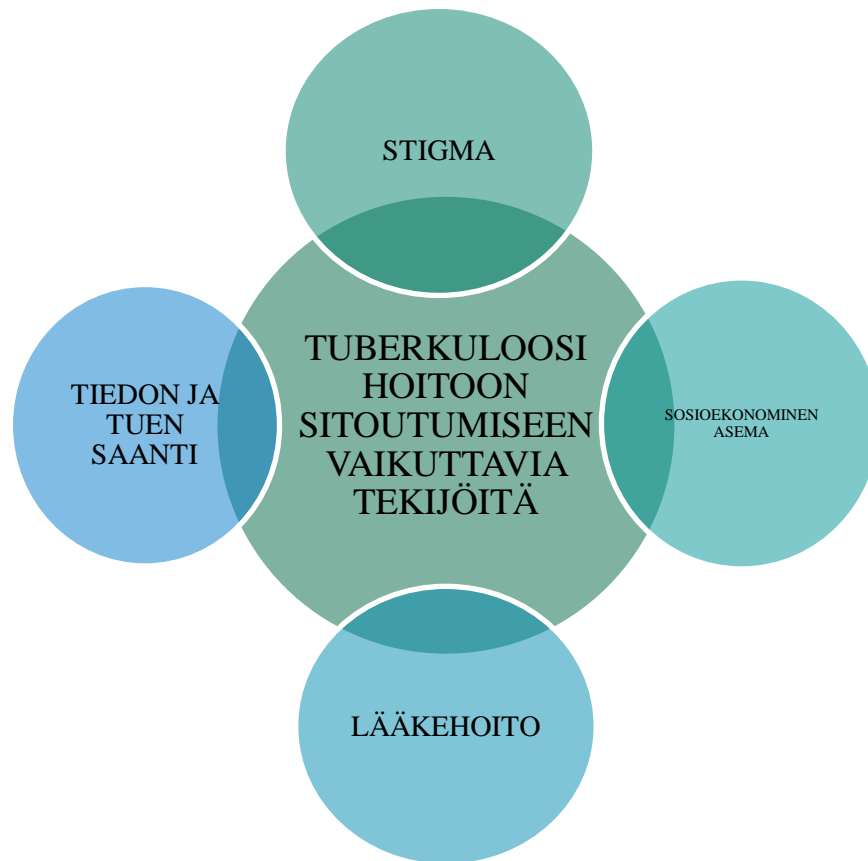 STIGMA
TUBERKULOOSI
HOITOON
SITOUTUMISEEN
VAIKUTTAVIA
TEKIJÖITÄ
TIEDON JA
TUEN
SAANTI
SOSIOEKONOMINEN
ASEMA
LÄÄKEHOITO